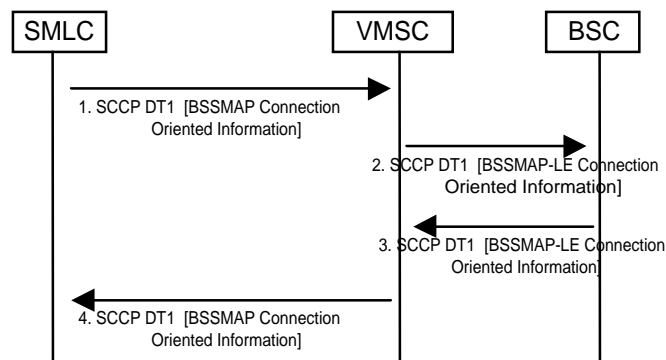 SMLC
VMSC
BSC
1. SCCP DT1 [BSSMAP Connection
Oriented Information]
2. SCCP DT1 [BSSMAP-LE Connection
Oriented Information]
3. SCCP DT1 [BSSMAP-LE Connection
Oriented Information]
4. SCCP DT1 [BSSMAP Connection
Oriented Information]